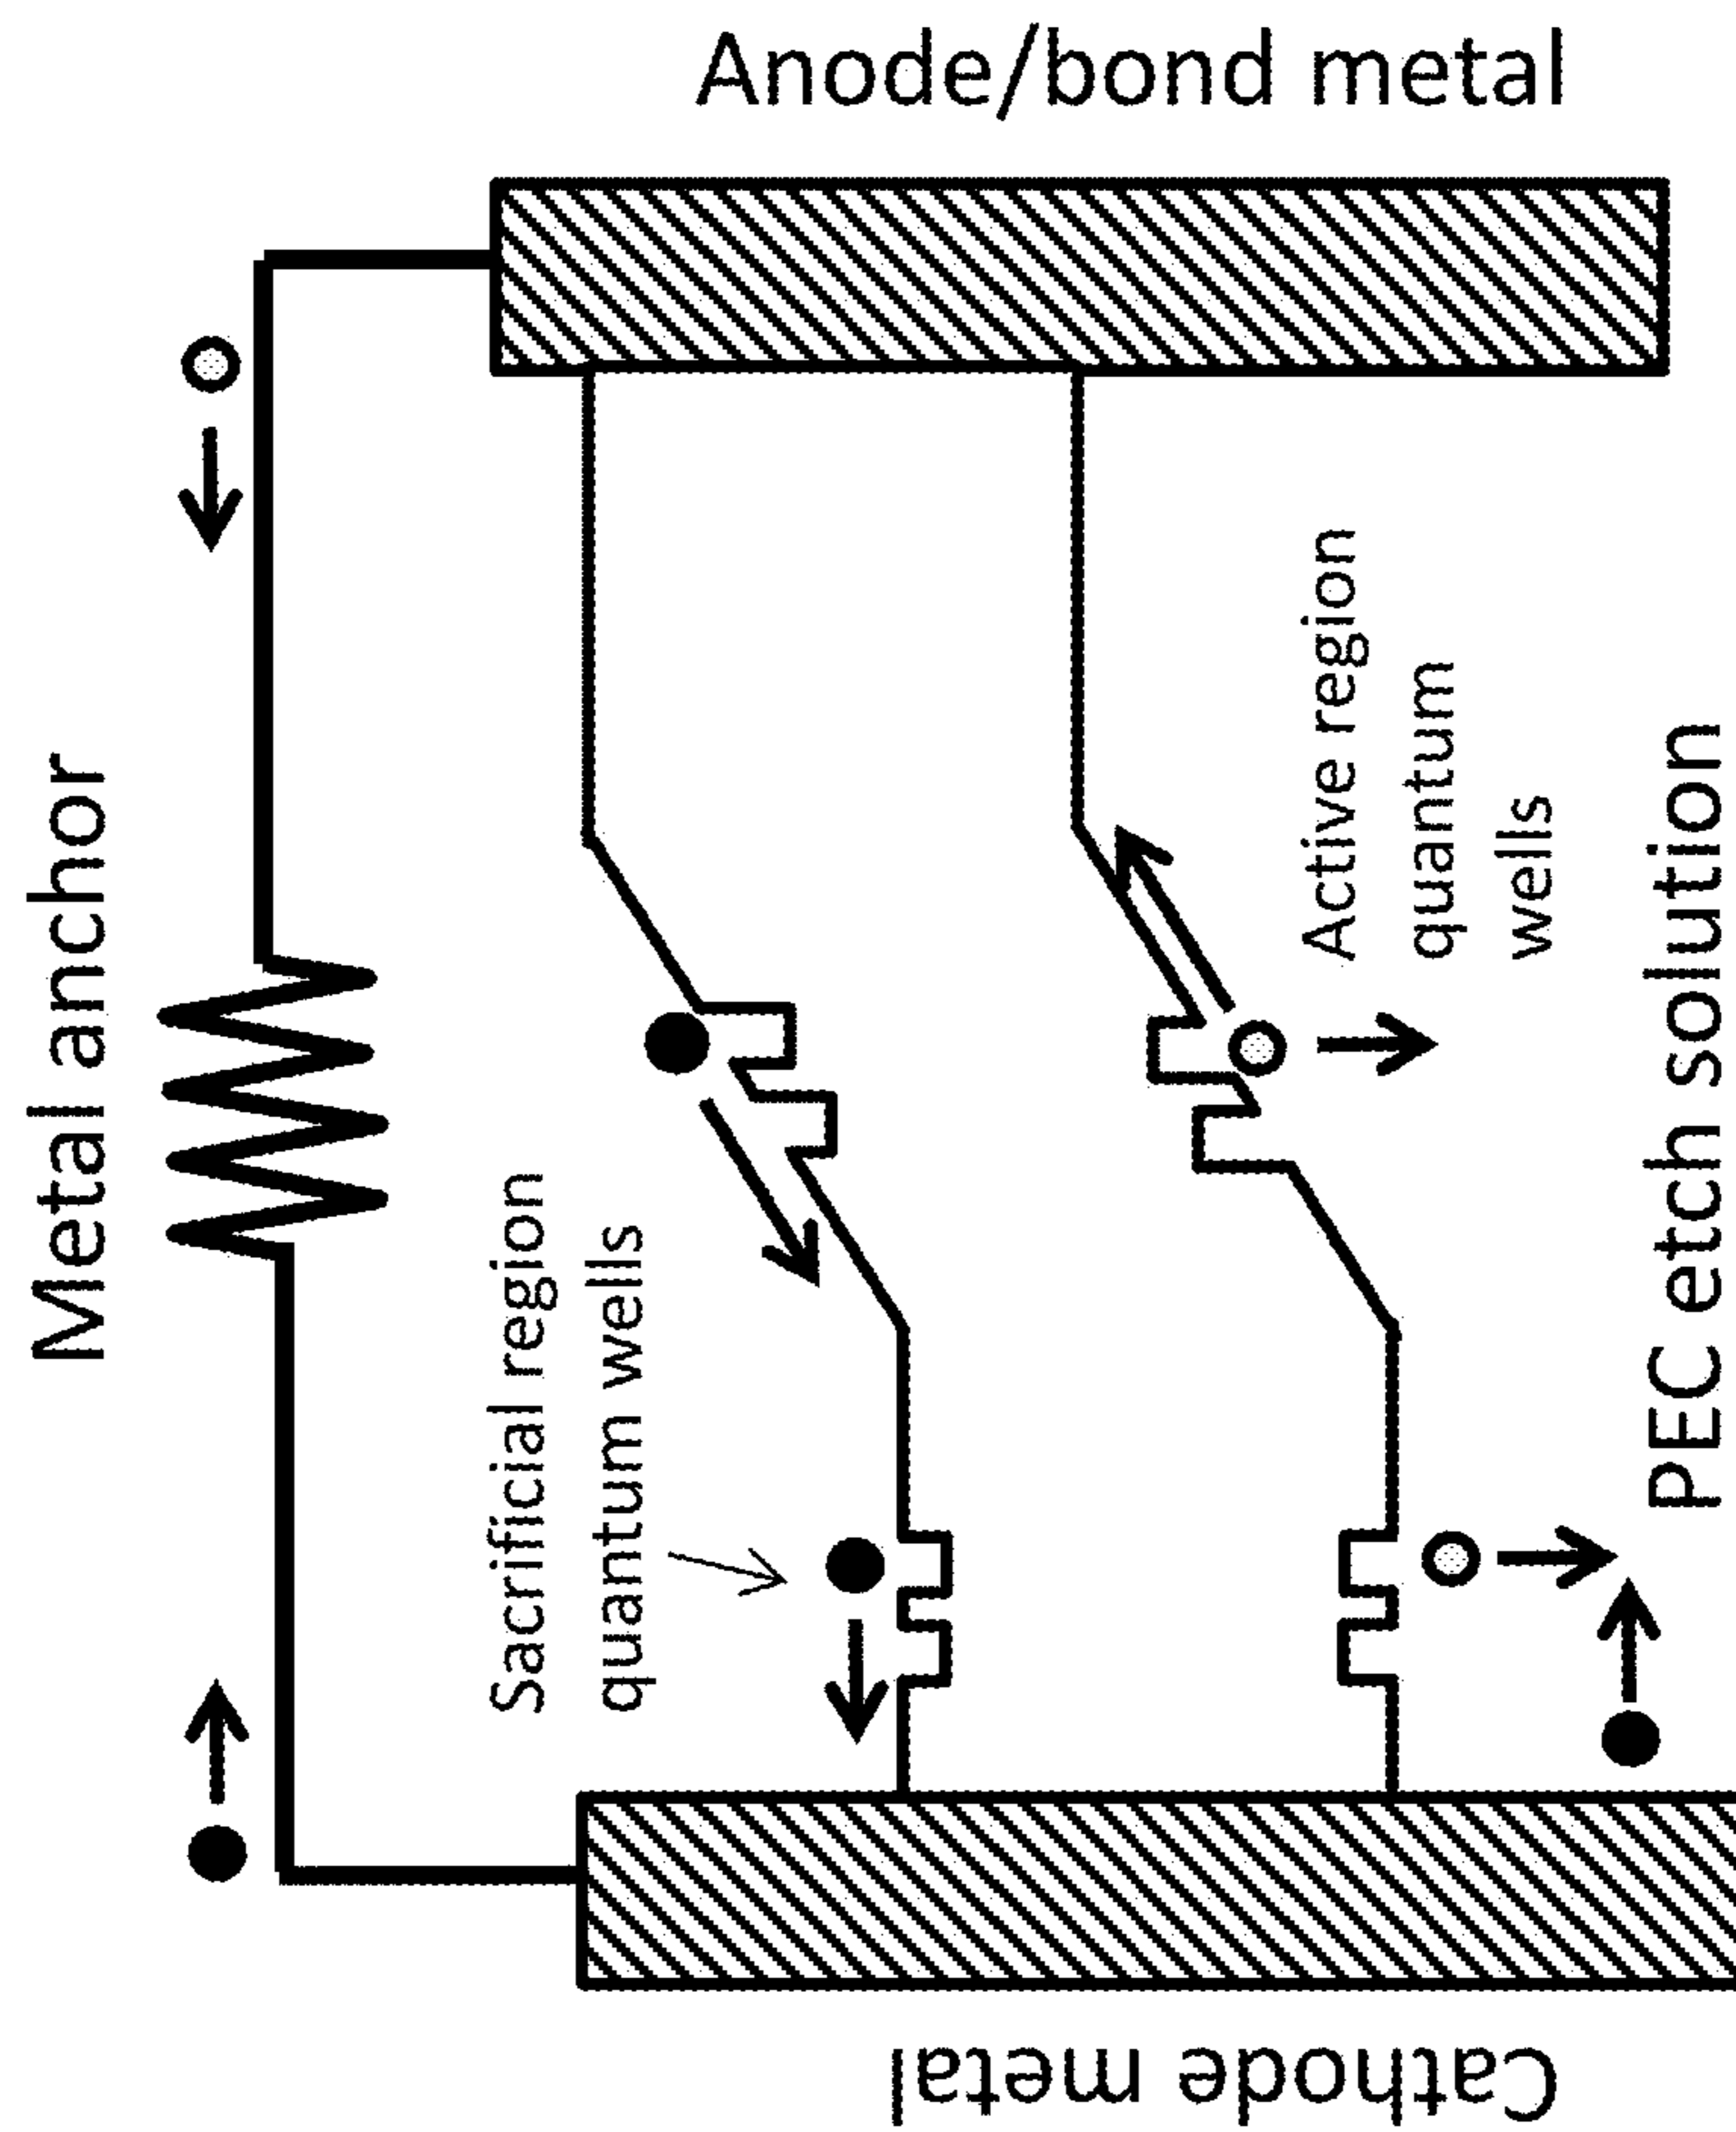 Metal anchor
Cathode metal
Sacrificial region
quantum wells
Active region
quantum
wells
Anode/bond metal
PEC etch solution